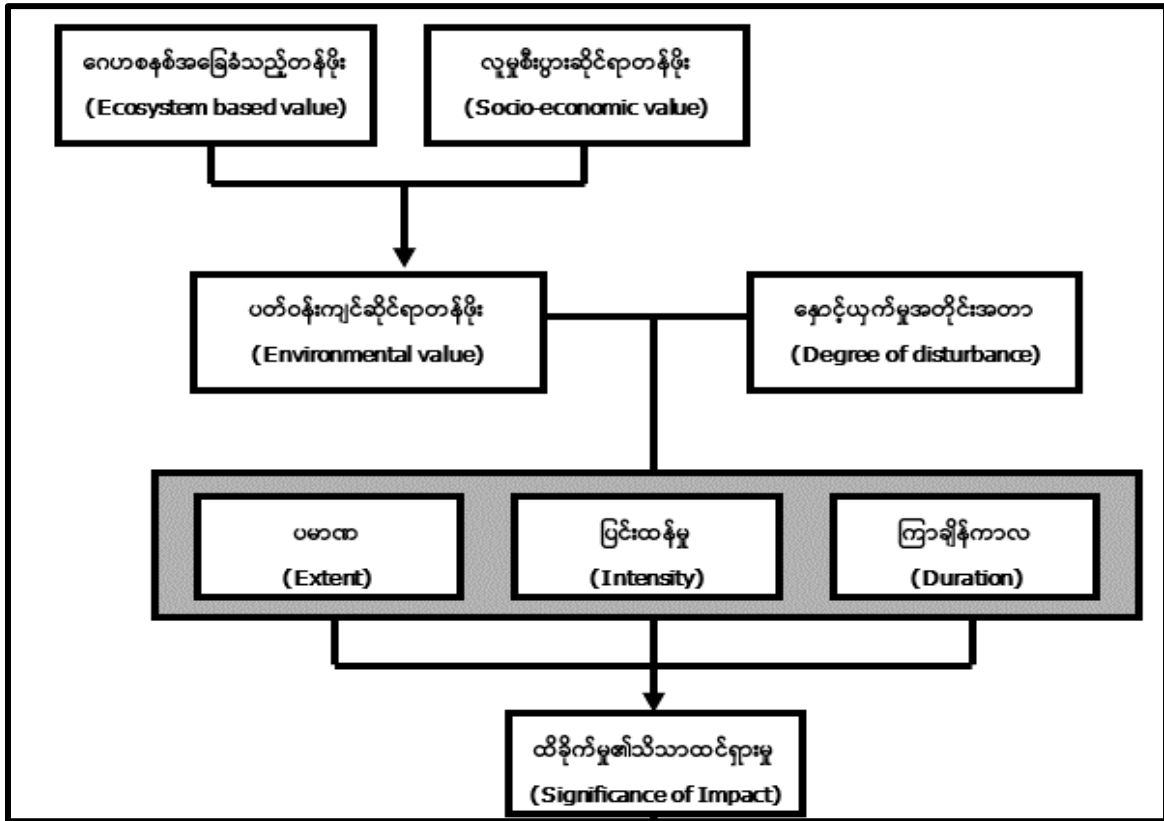 ဂေဟစနစ်အခြေခံသည့်တန်ဖိုး
(Ecosystem based value)
လူမှုစီးပွားဆိုင်ရာတန်ဖိုး
(Socio-economic value)
ပတ်ဝန်းကျင်ဆိုင်ရာတန်ဖိုး
(Environmental value)
နှောင့်ယှက်မှုအတိုင်းအတာ
(Degree of disturbance)
ပမာဏ
(Extent)
ပြင်းထန်မှု
(Intensity)
ကြာချိန်ကာလ
(Duration)
ထိခိုက်မှု၏သိသာထင်ရှားမှု
(Significance of Impact)